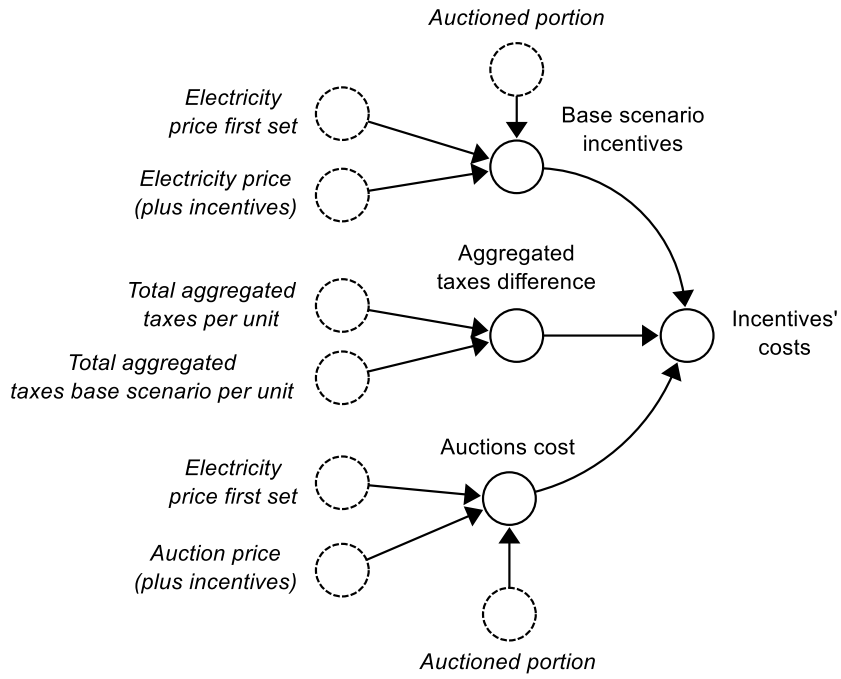 Auctioned portion
Electricity
price first set
Base scenario
incentives
Electricity price
(plus incentives)
Aggregated
taxes difference
Total aggregated
taxes per unit
Incentives'
costs
Total aggregated
taxes base scenario per unit
Auctions cost
Electricity
price first set
Auction price
(plus incentives)
Auctioned portion